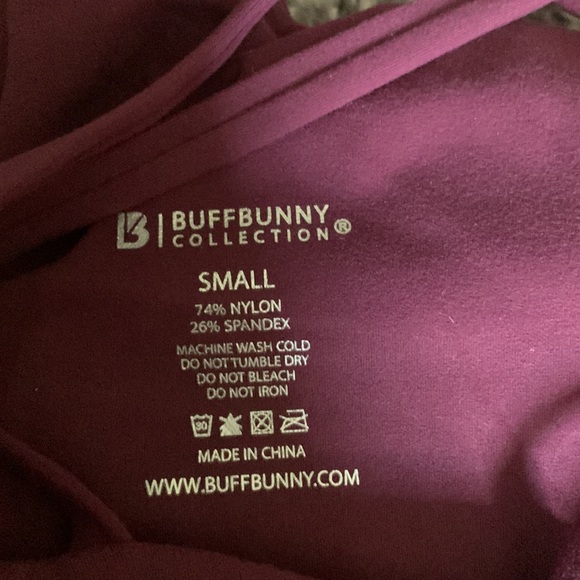 B | BUFFBUNNY
COLLECTION®
SMALL
74% NYLON
26% SPANDEX
MACHINE WASH COLD
DO NOT TUMBLE DRY
DO NOT BLEACH
DO NOT IRON
30
MADE IN CHINA
WWW.BUFFBUNNY.COM